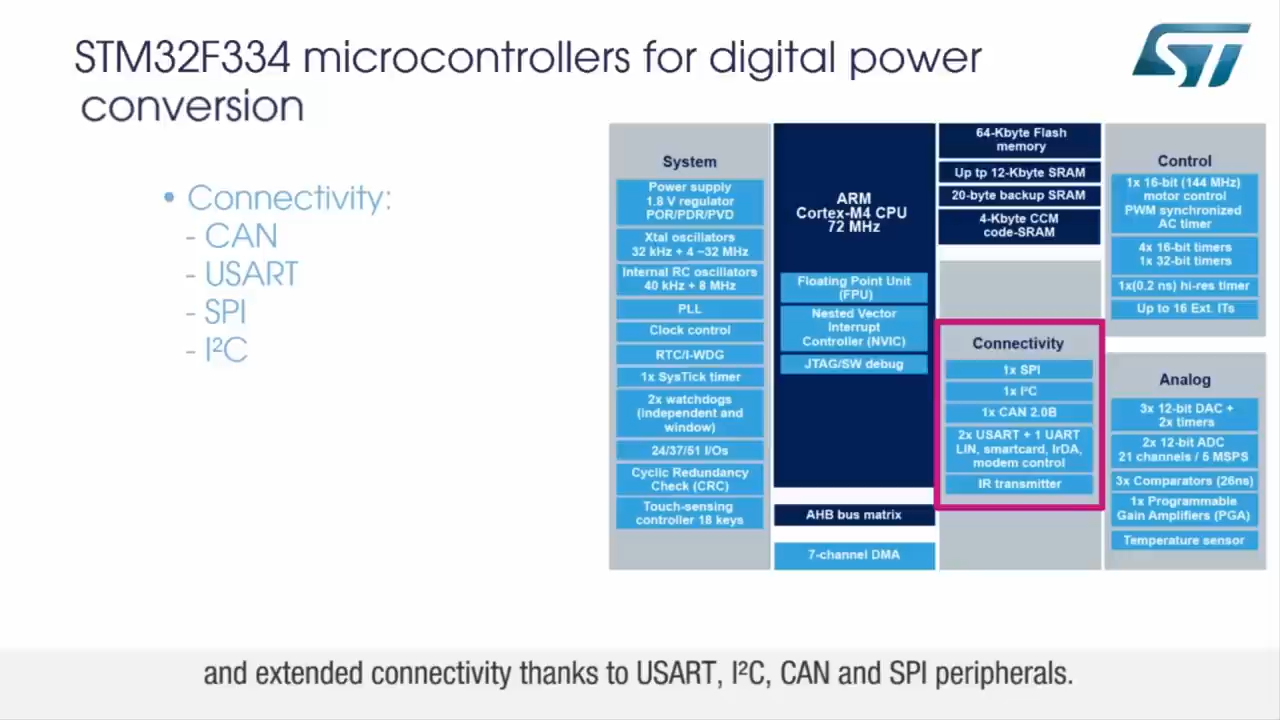 STM32F334 microcontrollers for digital power
conversion
ST
• Connectivity:
- CAN
- USART
- SPI
- I²C
System
Power supply
1.8 V regulator
POR/PDR/PVD
Xtal oscillators
32 kHz + 4 ~32 MHz
Internal RC oscillators
40 kHz + 8 MHz
PLL
Clock control
RTC/I-WDG
1x SysTick timer
2x watchdogs
(independent and
window)
24/37/51 I/Os
Cyclic Redundancy
Check (CRC)
Touch-sensing
controller 18 keys
ARM
Cortex-M4 CPU
72 MHz
Floating Point Unit
(FPU)
Nested Vector
Interrupt
Controller (NVIC)
JTAG/SW debug
AHB bus matrix
7-channel DMA
64-Kbyte Flash
memory
Up tp 12-Kbyte SRAM
20-byte backup SRAM
4-Kbyte CCM
code-SRAM
Connectivity
1x SPI
1x I²C
1x CAN 2.0B
2x USART + 1 UART
LIN, smartcard, IrDA,
modem control
IR transmitter
Control
1x 16-bit (144 MHz)
motor control
PWM synchronized
AC timer
4x 16-bit timers
1x 32-bit timers
1x(0.2 ns) hi-res timer
Up to 16 Ext. ITs
Analog
3x 12-bit DAC +
2x timers
2x 12-bit ADC
21 channels / 5 MSPS
3x Comparators (26ns)
1x Programmable
Gain Amplifiers (PGA)
Temperature sensor
and extended connectivity thanks to USART, I²C, CAN and SPI peripherals.